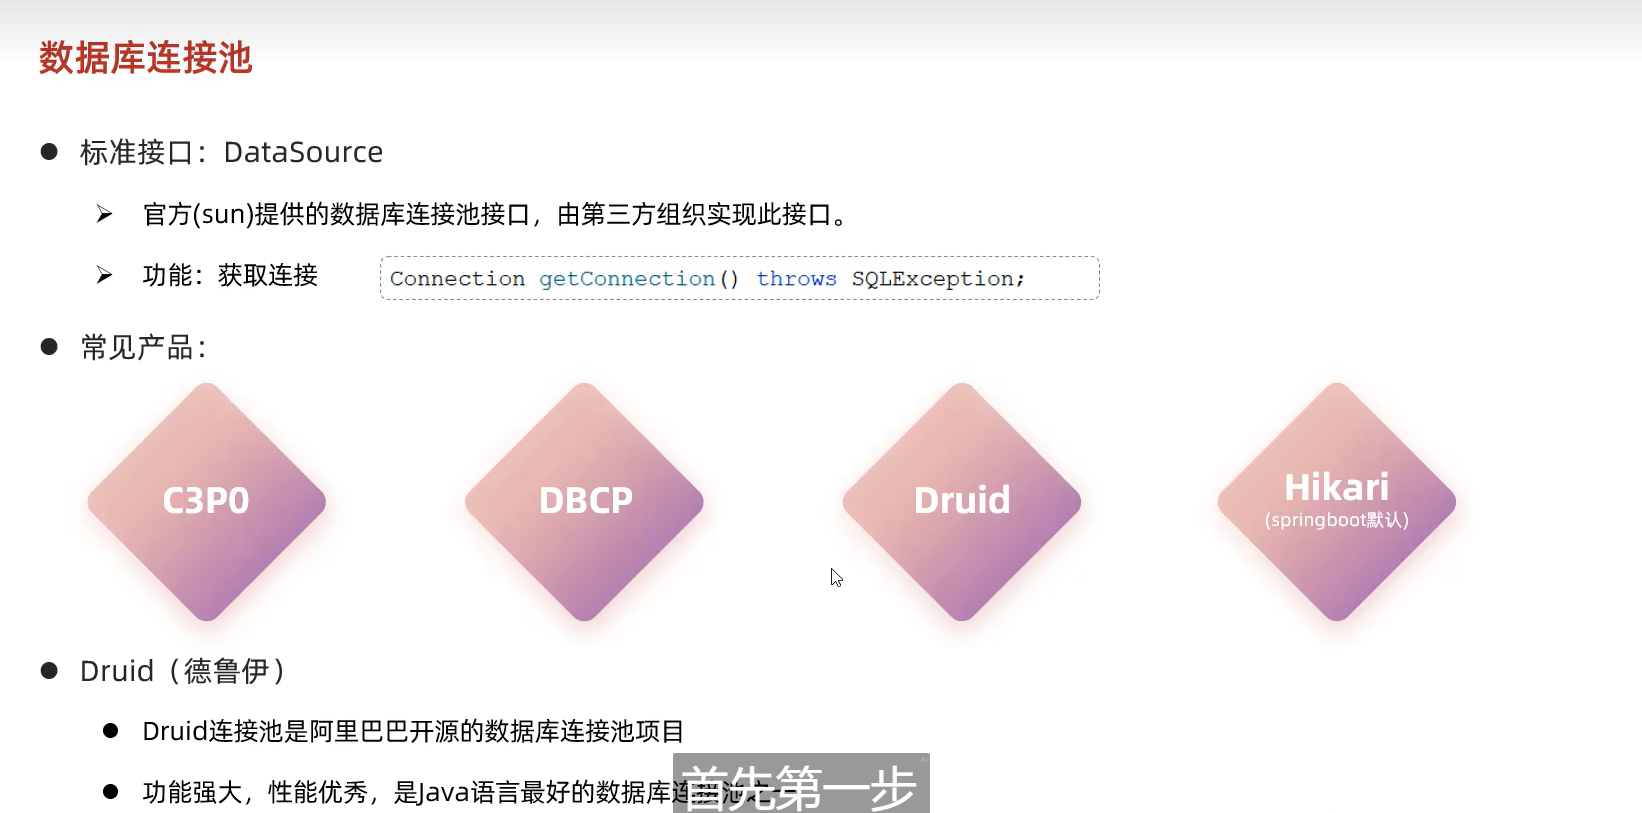 数据库连接池
标准接口：DataSource
官方(sun)提供的数据库连接池接口，由第三方组织实现此接口。
功能：获取连接
Connection getConnection() throws SQLException;
常见产品：
C3P0
DBCP
Druid
Hikari
(springboot默认)
Druid（德鲁伊）
Druid连接池是阿里巴巴开源的数据库连接池项目
功能强大，性能优秀，是Java语言最好的数据库连接池之一
首先第一步